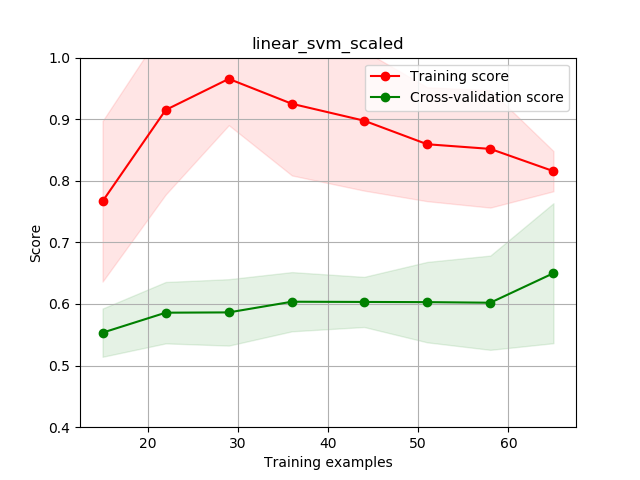 linear_svm_scaled
Training score
Cross-validation score
1.0
0.9
0.8
0.7
0.6
0.5
0.4
Score
20 30 40 50 60
Training examples